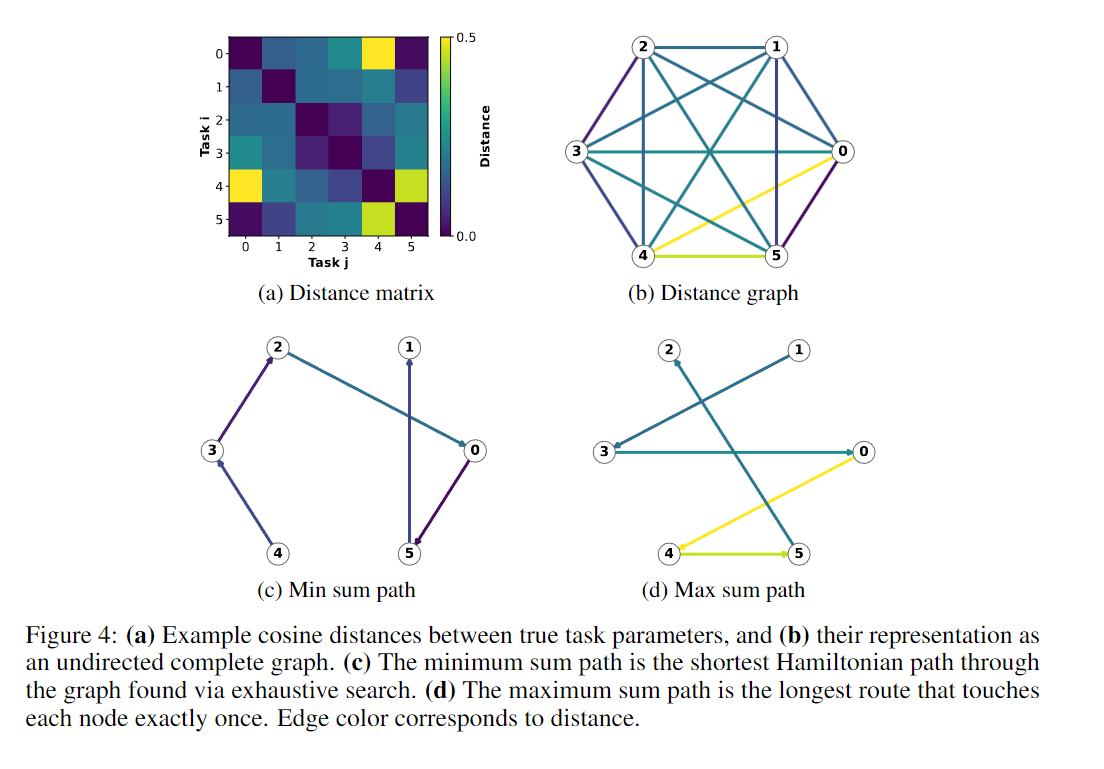 0
1
2
3
4
5
Task i
0 1 2 3 4 5
Task j
0.5
0.0
Distance
(a) Distance matrix
2 1
3 0
4 5
(b) Distance graph
2 1
3 0
4 5
(c) Min sum path
2 1
3 0
4 5
(d) Max sum path
Figure 4: (a) Example cosine distances between true task parameters, and (b) their representation as
an undirected complete graph. (c) The minimum sum path is the shortest Hamiltonian path through
the graph found via exhaustive search. (d) The maximum sum path is the longest route that touches
each node exactly once. Edge color corresponds to distance.